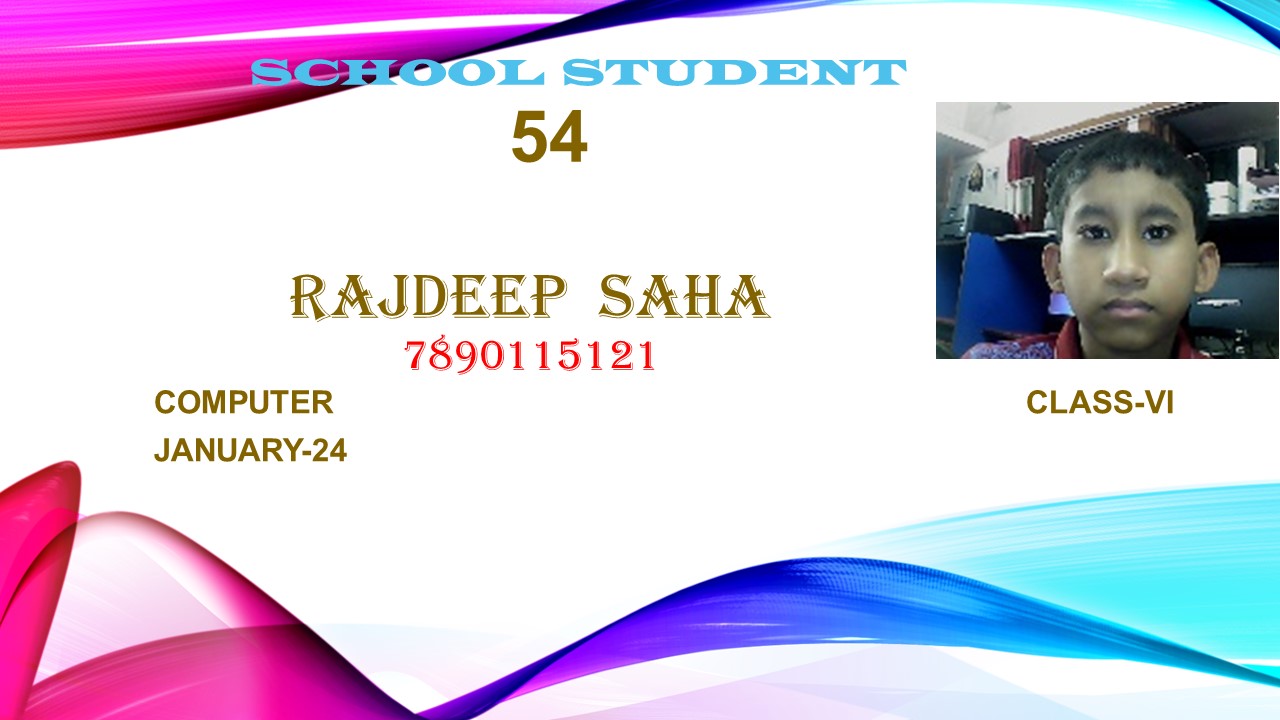 SCHOOL STUDENT
54
RAJDEEP SAHA
7890115121
COMPUTER CLASS-VI
JANUARY-24